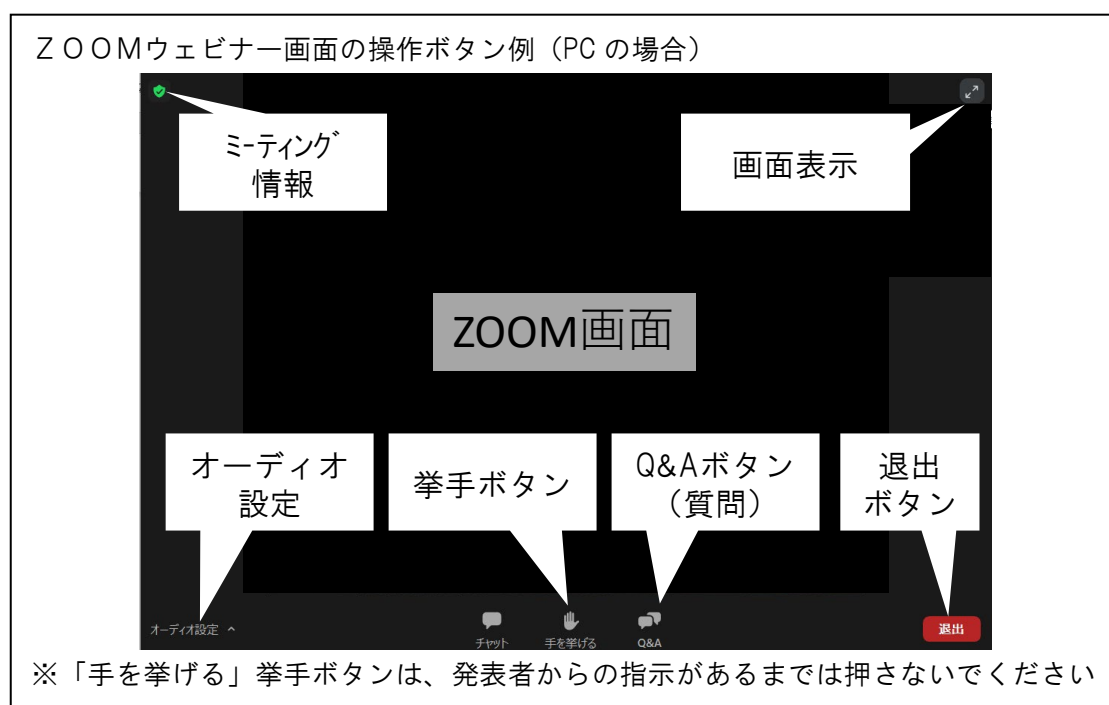 ＺＯＯＭウェビナー画面の操作ボタン例（PCの場合）
ﾐｰﾃｨﾝｸﾞ
情報
画面表示
ZOOM画面
オーディオ
設定
挙手ボタン
Q&Aボタン
（質問）
退出
ボタン
オーディオ設定 ^
チャット
手を挙げる
Q&A
退出
※「手を挙げる」挙手ボタンは、発表者からの指示があるまでは押さないでください